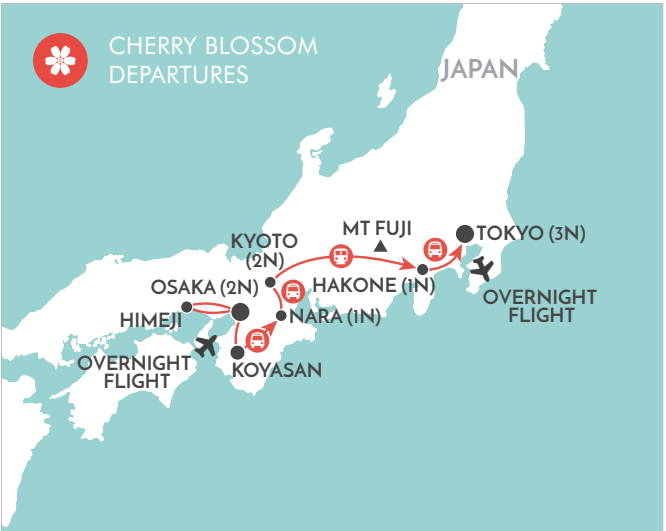 CHERRY BLOSSOM
DEPARTURES
JAPAN
MT FUJI
TOKYO (3N)
KYOTO
(2N)
OSAKA (2N)
HAKONE (1N)
OVERNIGHT
FLIGHT
HIMEJI
NARA (1N)
OVERNIGHT
FLIGHT
KOYASAN